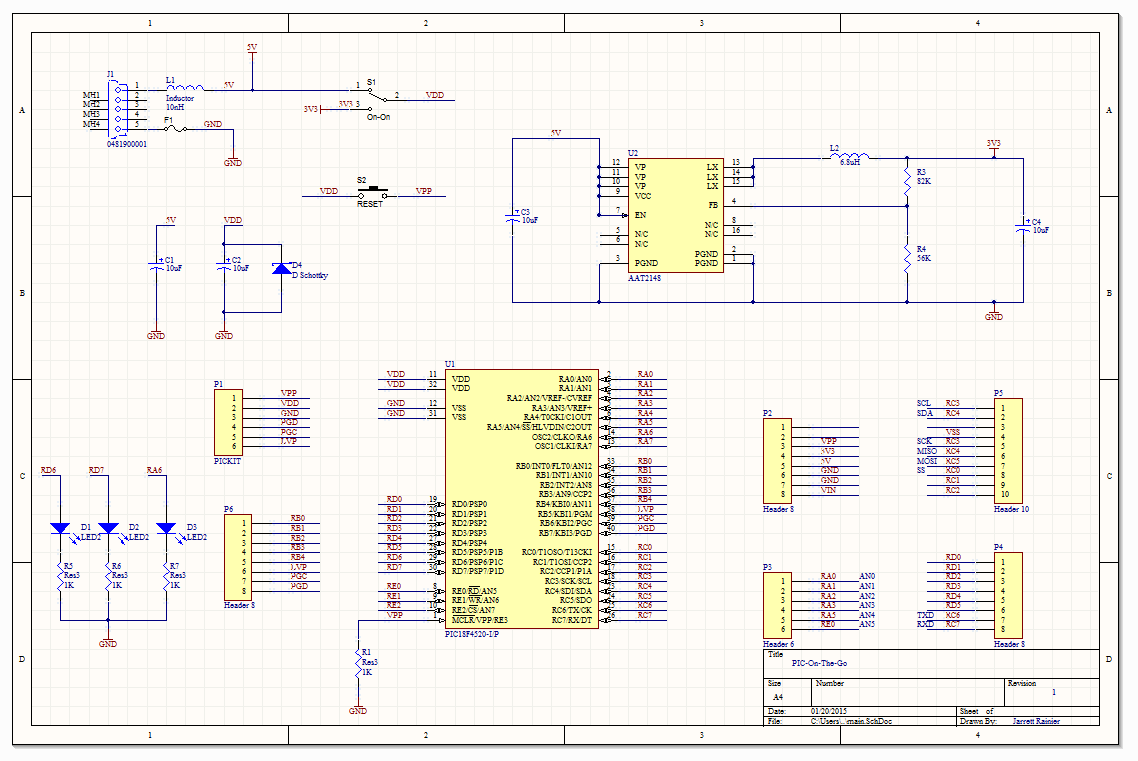 1 2 3 4
A A
B B
C C
D D
1 2 3 4
5V
J1
MH1
MH2
MH3
MH4
1
2
3
4
5
0481900001
L1
Inductor
10nH
5V
F1
GND
GND
S1
1
2
VDD
3V3
3V3 3
On-On
S2
VDD
VPP
RESET
5V
C1
10uF
GND
VDD
C2
10uF
GND
D4
D Schottky
5V
C3
10uF
U2
12 VP
11 VP
10 VP
9 VCC
7 EN
5 N/C
6 N/C
3 PGND
LX 13
LX 14
LX 15
FB 4
N/C 8
N/C 16
PGND 2
PGND 1
AAT2148
L2
6.8uH
3V3
R3
82K
R4
56K
C4
10uF
GND
P1
1 VPP
2 VDD
3 GND
4 PGD
5 PGC
6 LVP
PICKIT
RD6
RD7
RA6
D1
LED2
D2
LED2
D3
LED2
R5
Res3
1K
R6
Res3
1K
R7
Res3
1K
GND
P6
1 RB0
2 RB1
3 RB2
4 RB3
5 RB4
6 LVP
7 PGC
8 PGD
Header 8
U1
VDD 11 VDD
VDD 32 VDD
GND 12 VSS
GND 31 VSS
RD0 19 RD0/PSP0
RD1 20 RD1/PSP1
RD2 21 RD2/PSP2
RD3 22 RD3/PSP3
RD4 27 RD4/PSP4
RD5 28 RD5/PSP5/P1B
RD6 29 RD6/PSP6/P1C
RD7 30 RD7/PSP7/P1D
RE0 8 RE0/RD/AN5
RE1 9 RE1/WR/AN6
RE2 10 RE2/CS/AN7
VPP 1 MCLR/VPP/RE3
RA0/AN0 2 RA0
RA1/AN1 RA1
RA2/AN2/VREF-/CVREF RA2
RA3/AN3/VREF+ RA3
RA4/T0CKI/C1OUT RA4
RA5/AN4/SS/HLVDIN/C2OUT RA5
OSC2/CLKO/RA6 14 RA6
OSC1/CLKI/RA7 13 RA7
RB0/INT0/FLT0/AN12 33 RB0
RB1/INT1/AN10 34 RB1
RB2/INT2/AN8 35 RB2
RB3/AN9/CCP2 36 RB3
RB4/KBI0/AN11 37 RB4
RB5/KBI1/PGM 38 LVP
RB6/KBI2/PGC 39 PGC
RB7/KBI3/PGD 40 PGD
RC0/T1OSO/T13CKI 15 RC0
RC1/T1OSI/CCP2 16 RC1
RC2/CCP1/P1A 17 RC2
RC3/SCK/SCL 18 RC3
RC4/SDI/SDA 23 RC4
RC5/SDO 24 RC5
RC6/TX/CK 25 RC6
RC7/RX/DT 26 RC7
PIC18F4520-I/P
R1
Res3
1K
GND
P2
1
2
3 VPP
4 3V3
5 5V
6 GND
7 GND
8 VIN
Header 8
P5
SCL RC3 1
SDA RC4 2
3
VSS 4
SCK RC3 5
MISO RC4 6
MOSI RC5 7
SS RC0 8
RC1 9
RC2 10
Header 10
P3
1 RA0 AN0
2 RA1 AN1
3 RA2 AN2
4 RA3 AN3
5 RA5 AN4
6 RE0 AN5
Header 6
P4
RD0 1
RD1 2
RD2 3
RD3 4
RD4 5
RD5 6
TXD RC6 7
RXD RC7 8
Header 8
Title
PIC-On-The-Go
Size
A4
Number
Revision
1
Date: 01/20/2015 Sheet of
File: C:\Users\..\main.SchDoc Drawn By: Jarrett Rainier